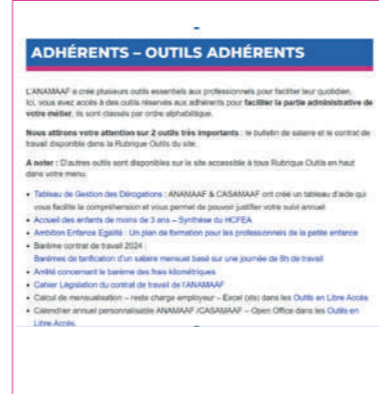 ADHÉRENTS – OUTILS ADHÉRENTS
L'ANAMAAF a créé plusieurs outils essentiels aux professionnels pour faciliter leur quotidien.
Ici, vous avez accès à des outils réservés aux adhérents pour faciliter la partie administrative de
votre métier, ils sont classés par ordre alphabétique.
Nous attirons votre attention sur 2 outils très importants : le bulletin de salaire et le contrat de
travail disponible dans la Rubrique Outils du site.
A noter : D'autres outils sont disponibles sur le site accessible à tous Rubrique Outils en haut
dans votre menu.
• Tableau de Gestion des Dérogations : ANAMAAF & CASAMAAF ont créé un tableau d'aide qui
vous facilite la compréhension et vous permet de pouvoir justifier votre suivi annuel
• Accueil des enfants de moins de 3 ans – Synthèse du HCFEA
• Ambition Enfance Egalité : Un plan de formation pour les professionnels de la petite enfance
• Barème contrat de travail 2024 :
Barèmes de tarification d'un salaire mensuel basé sur une journée de 8h de travail
• Arrêté concernant le barème des frais kilométriques
• Cahier Législation du contrat de travail de l'ANAMAAF
• Calcul de mensualisation – reste charge employeur – Excel (xls) dans les Outils en Libre Accès
• Calendrier annuel personnalisable ANAMAAF /CASAMAAF – Open Office dans les Outils en
Libre Accès